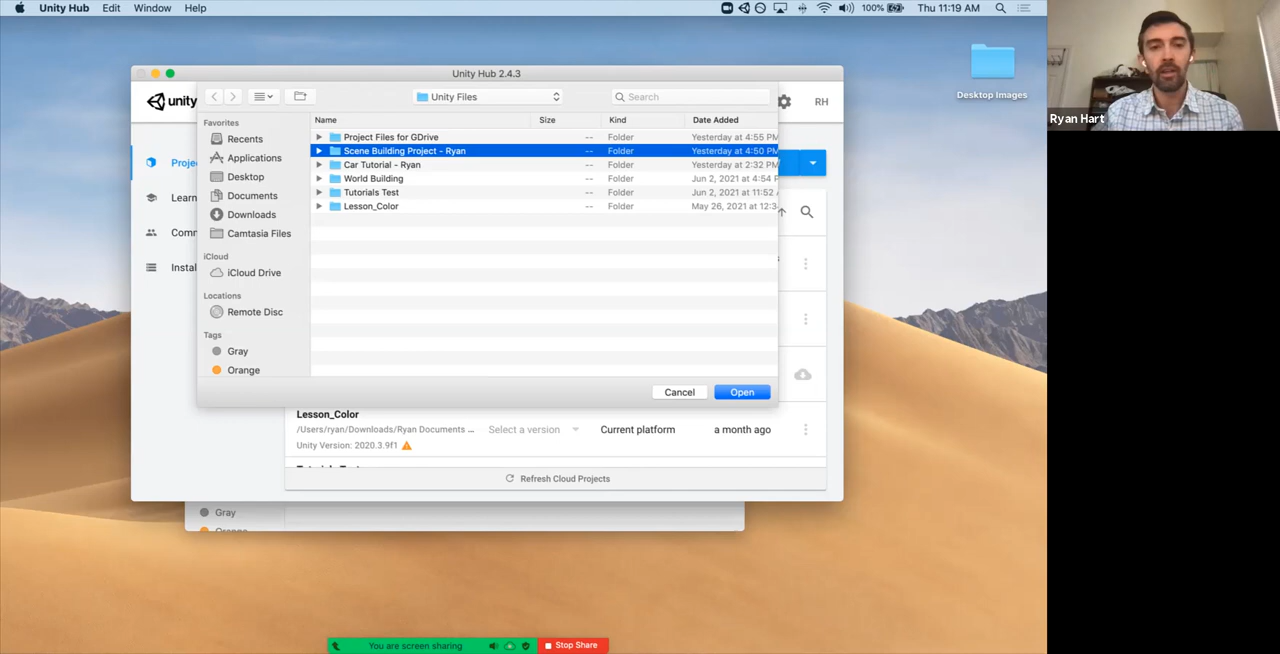 Unity Hub Edit Window Help
100% Thu 11:19 AM
Desktop Images
Ryan Hart
Unity Hub 2.4.3
unity
RH
Unity Files
Search
Favorites
Recents
Applications
Desktop
Documents
Downloads
Camtasia Files
iCloud
iCloud Drive
Locations
Remote Disc
Tags
Gray
Orange
Name Size Kind Date Added
Project Files for GDrive -- Folder Yesterday at 4:55 PM
Scene Building Project - Ryan -- Folder Yesterday at 4:50 PM
Car Tutorial - Ryan -- Folder Yesterday at 2:32 PM
World Building -- Folder Jun 2, 2021 at 4:54
Tutorials Test -- Folder Jun 2, 2021 at 11:52
Lesson_Color -- Folder May 26, 2021 at 12:3
Cancel Open
Lesson_Color
/Users/ryan/Downloads/Ryan Documents ... Select a version Current platform a month ago
Unity Version: 2020.3.9f1
Refresh Cloud Projects
Gray
You are screen sharing Stop Share